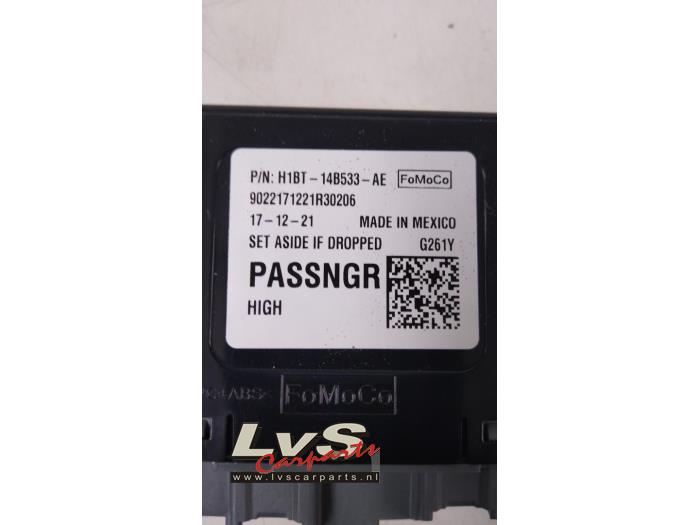 P/N: H1BT-14B533-AE FoMoCo
9022171221R30206
17-12-21 MADE IN MEXICO
SET ASIDE IF DROPPED G261Y
PASSNGR
HIGH
FoMoCo
LvS
Carparts
www.lvscarparts.nl